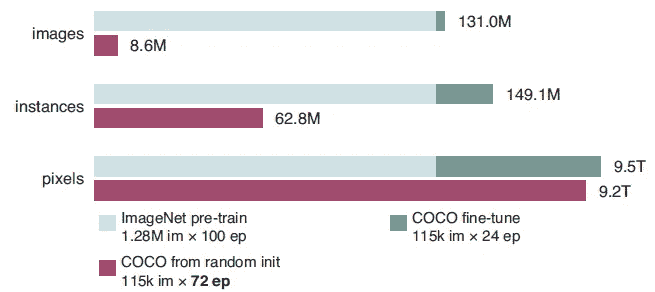 images
131.0M
8.6M
instances
149.1M
62.8M
pixels
9.5T
9.2T
ImageNet pre-train
1.28M im × 100 ep
COCO fine-tune
115k im × 24 ep
COCO from random init
115k im × 72 ep